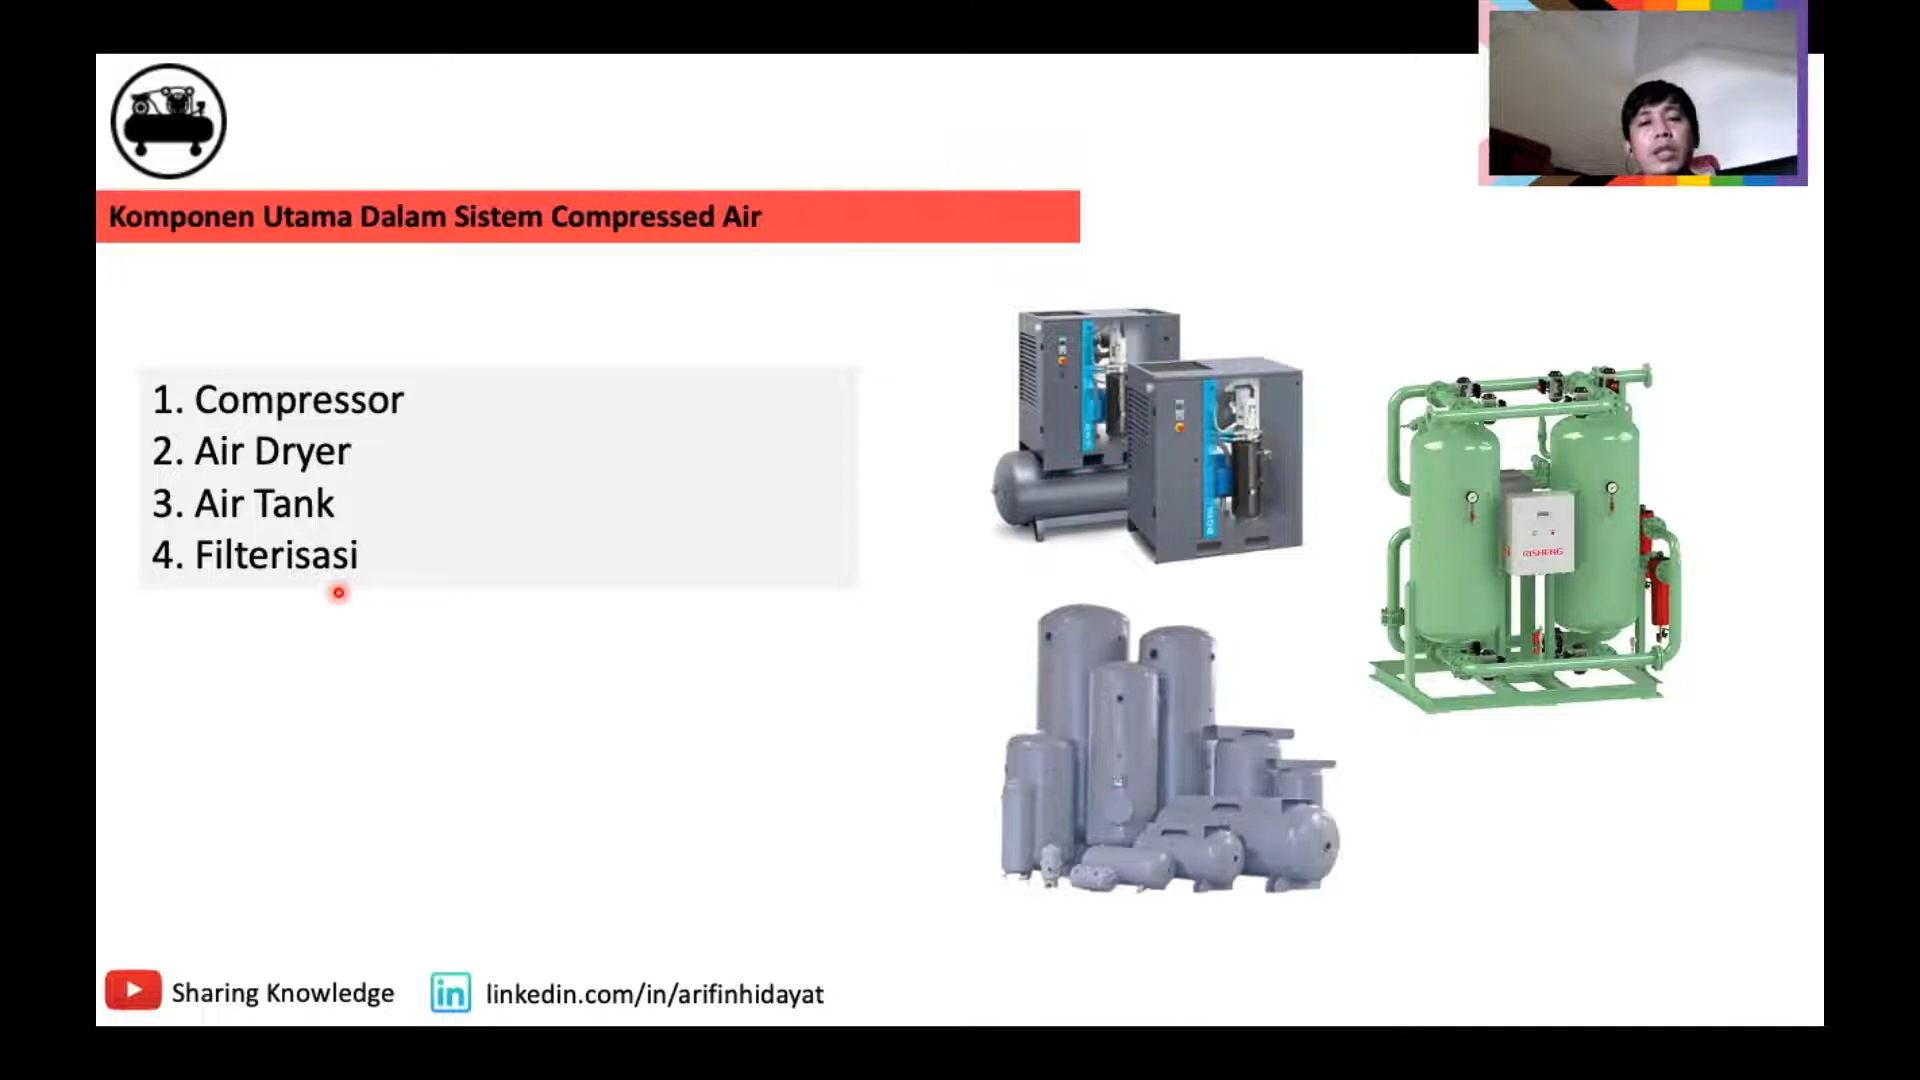 Komponen Utama Dalam Sistem Compressed Air
1. Compressor
2. Air Dryer
3. Air Tank
4. Filterisasi
RISHENG
Sharing Knowledge
in linkedin.com/in/arifinhidayat